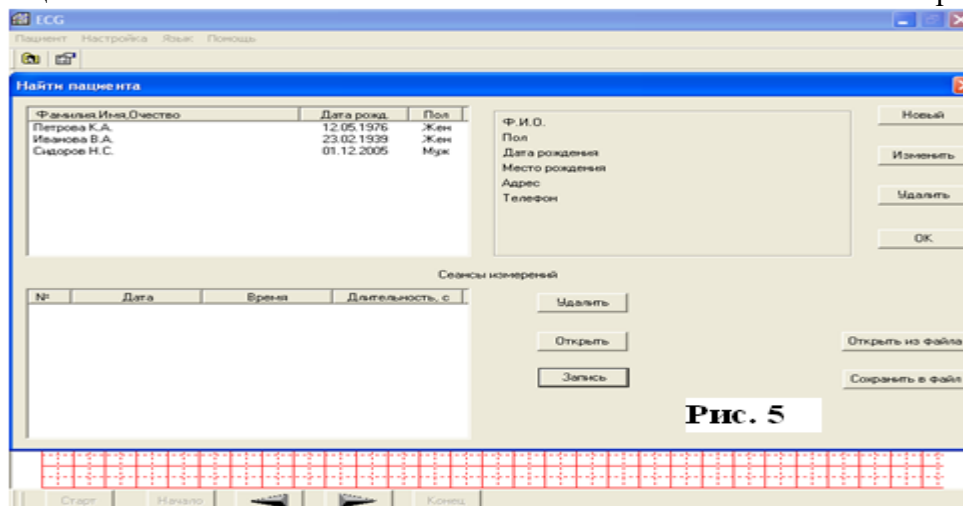 ECG
Пациент Настройка Язык Помощь
Найти пациента
Фамилия,Имя,Очество Дата рожд. Пол
Петрова К.А. 12.05.1976 Жен
Иванова В.А. 23.02.1939 Жен
Сидоров Н.С. 01.12.2005 Муж
Ф.И.О.
Пол
Дата рождения
Место рождения
Адрес
Телефон
Новый
Изменить
Удалить
OK
Сеансы измерений
№ Дата Время Длительность, с
Удалить
Открыть
Запись
Открыть из файла
Сохранить в файл
Рис. 5
Старт Начало Конец